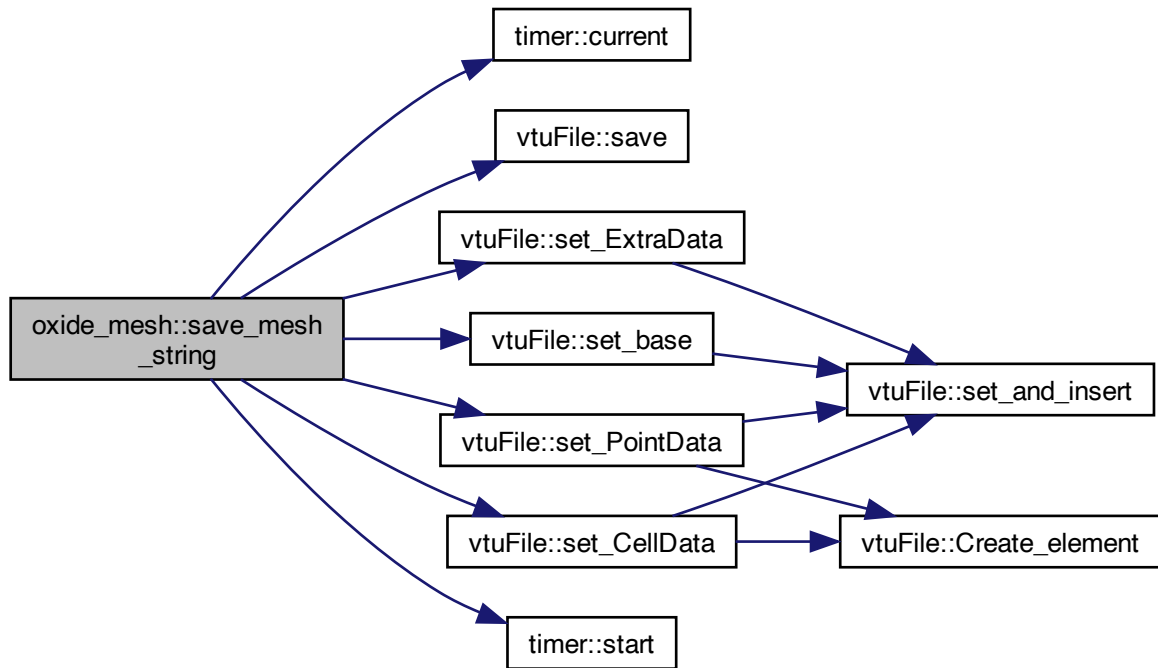 timer::current
vtuFile::save
vtuFile::set_ExtraData
oxide_mesh::save_mesh
_string
vtuFile::set_base
vtuFile::set_and_insert
vtuFile::set_PointData
vtuFile::set_CellData
vtuFile::Create_element
timer::start